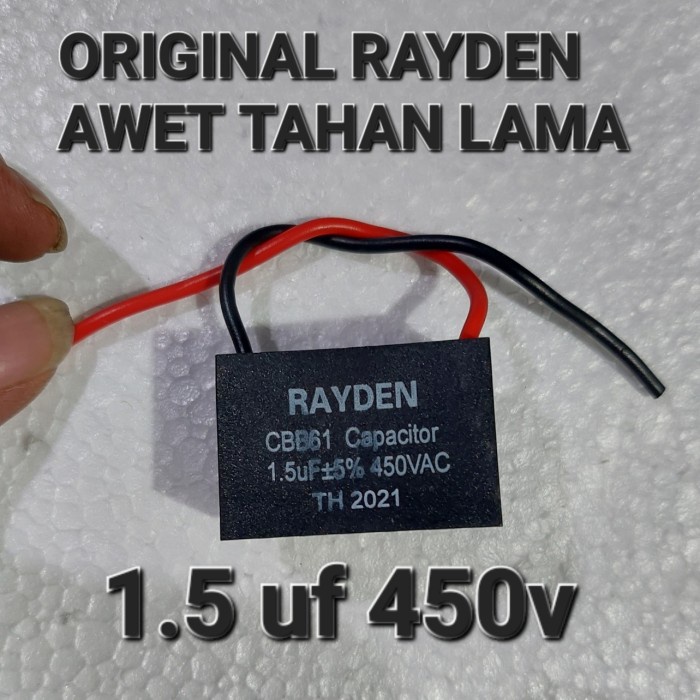 ORIGINAL RAYDEN
AWET TAHAN LAMA
RAYDEN
CBB61 Capacitor
1.5uF±5% 450VAC
TH 2021
1.5 uf 450v